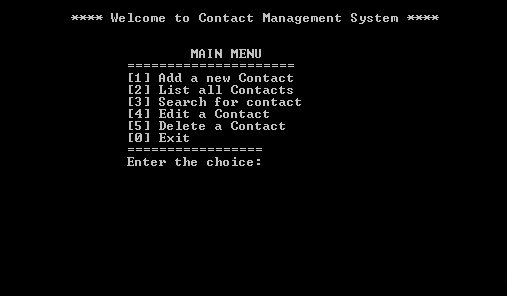 **** Welcome to Contact Management System ****
MAIN MENU
=====================
[1] Add a new Contact
[2] List all Contacts
[3] Search for contact
[4] Edit a Contact
[5] Delete a Contact
[0] Exit
=================
Enter the choice: